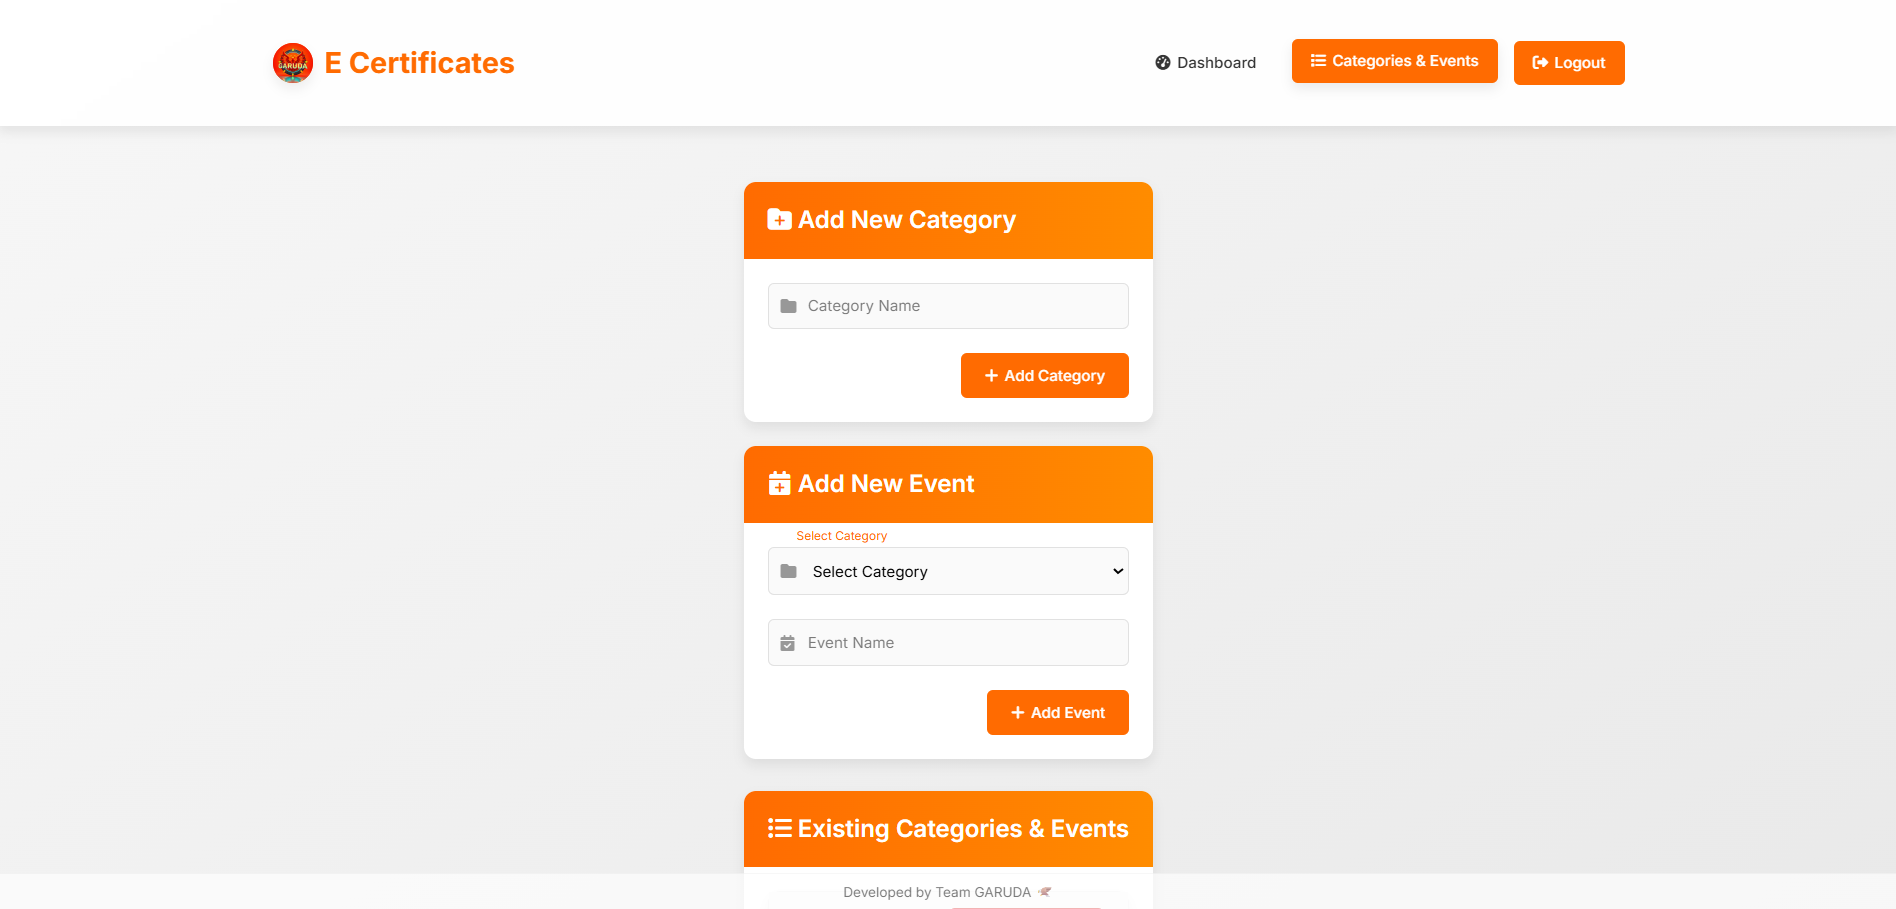 GARUDA
E Certificates
Dashboard
Categories & Events
Logout
Add New Category
Category Name
Add Category
Add New Event
Select Category
Select Category
Event Name
Add Event
Existing Categories & Events
Developed by Team GARUDA